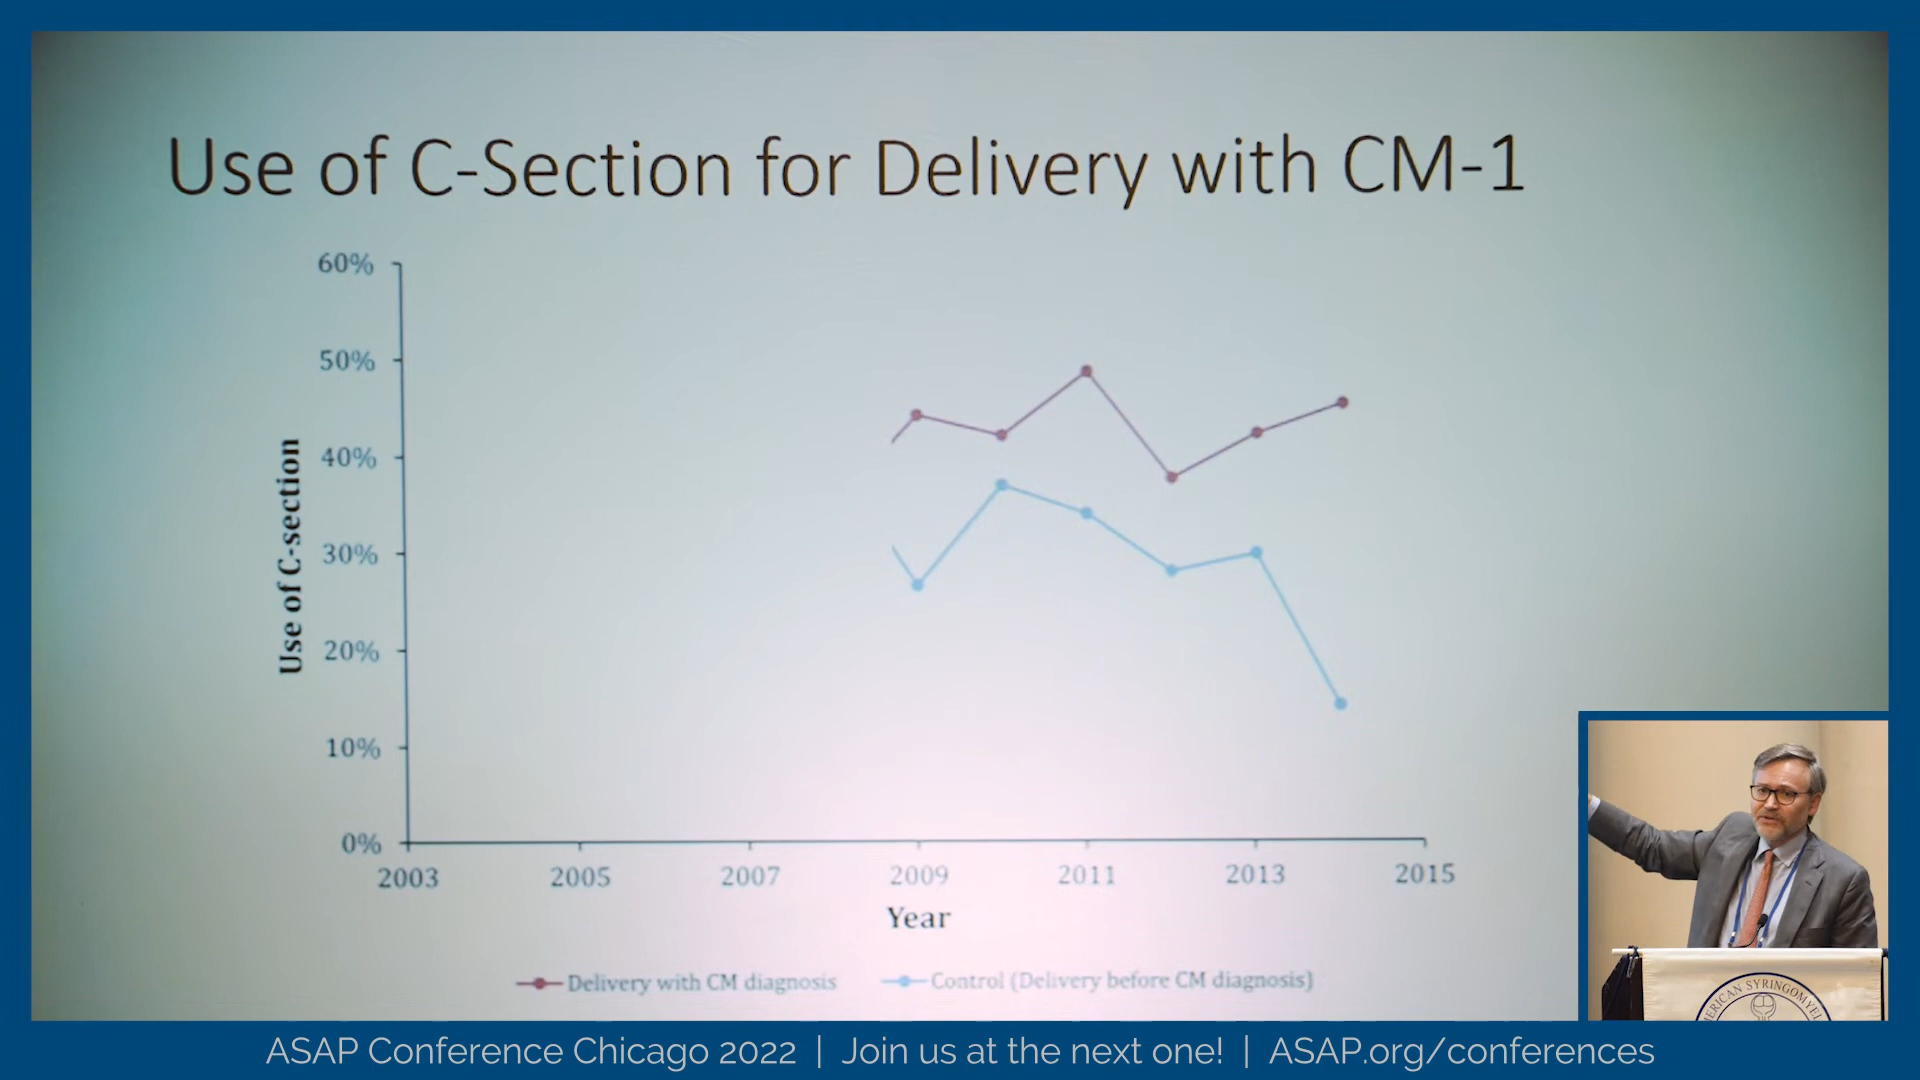 Use of C-Section for Delivery with CM-1
60%
50%
40%
30%
20%
10%
0%
Use of C-section
2003 2005 2007 2009 2011 2013 2015
Year
Delivery with CM diagnosis Control (Delivery before CM diagnosis)
ERICAN SYRINGOMYEL
ASAP Conference Chicago 2022 | Join us at the next one! | ASAP.org/conferences